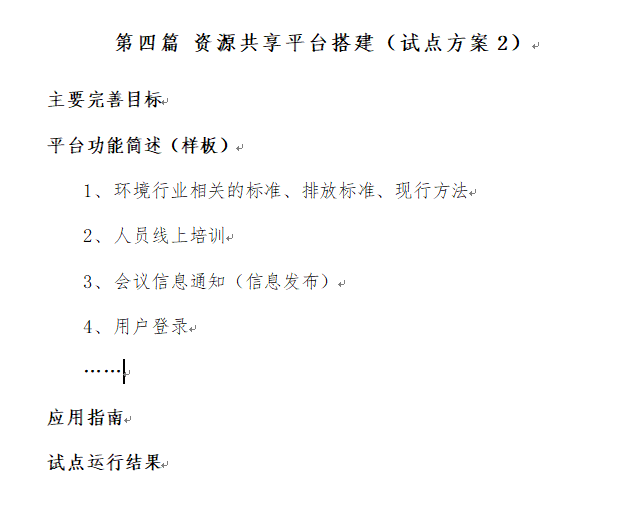 第四篇 资源共享平台搭建（试点方案 2）
主要完善目标
平台功能简述（样板）
1、环境行业相关的标准、排放标准、现行方法
2、人员线上培训
3、会议信息通知（信息发布）
4、用户登录
……
应用指南
试点运行结果